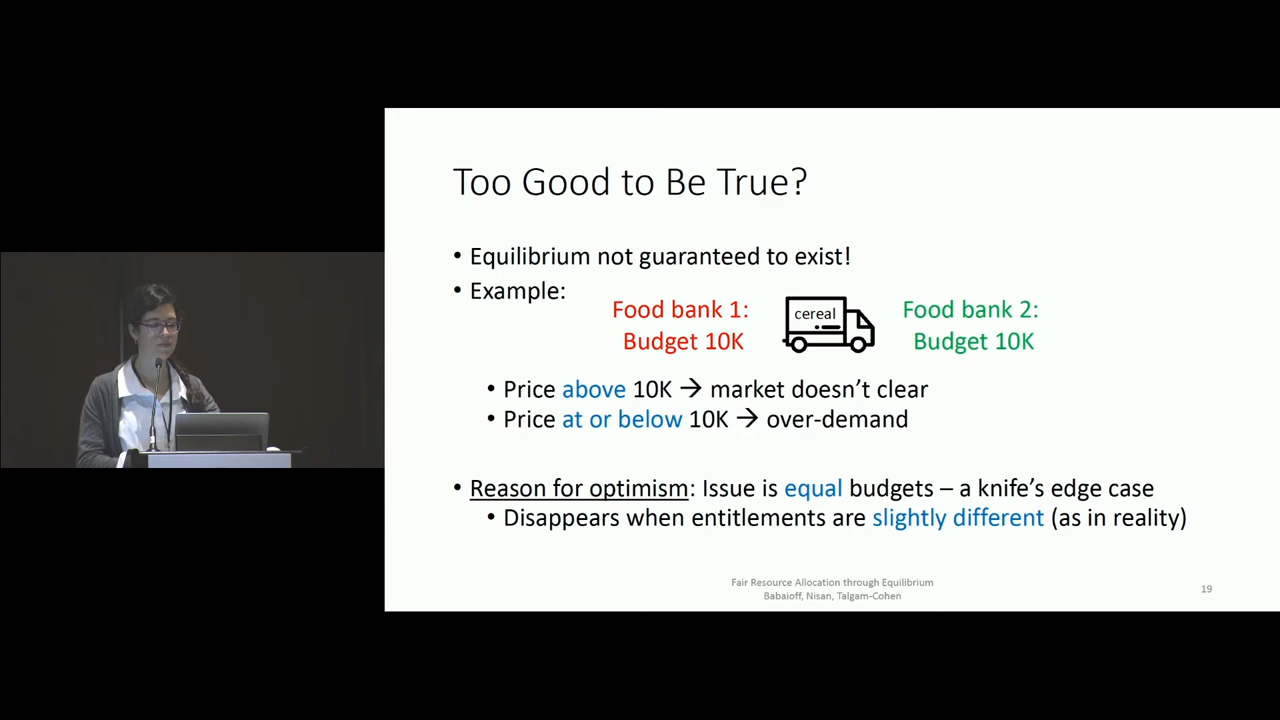 Too Good to Be True?
• Equilibrium not guaranteed to exist!
• Example:
Food bank 1:
Budget 10K
cereal
Food bank 2:
Budget 10K
• Price above 10K → market doesn’t clear
• Price at or below 10K → over-demand
• Reason for optimism: Issue is equal budgets – a knife’s edge case
• Disappears when entitlements are slightly different (as in reality)
Fair Resource Allocation through Equilibrium
Babaioff, Nisan, Talgam-Cohen
19